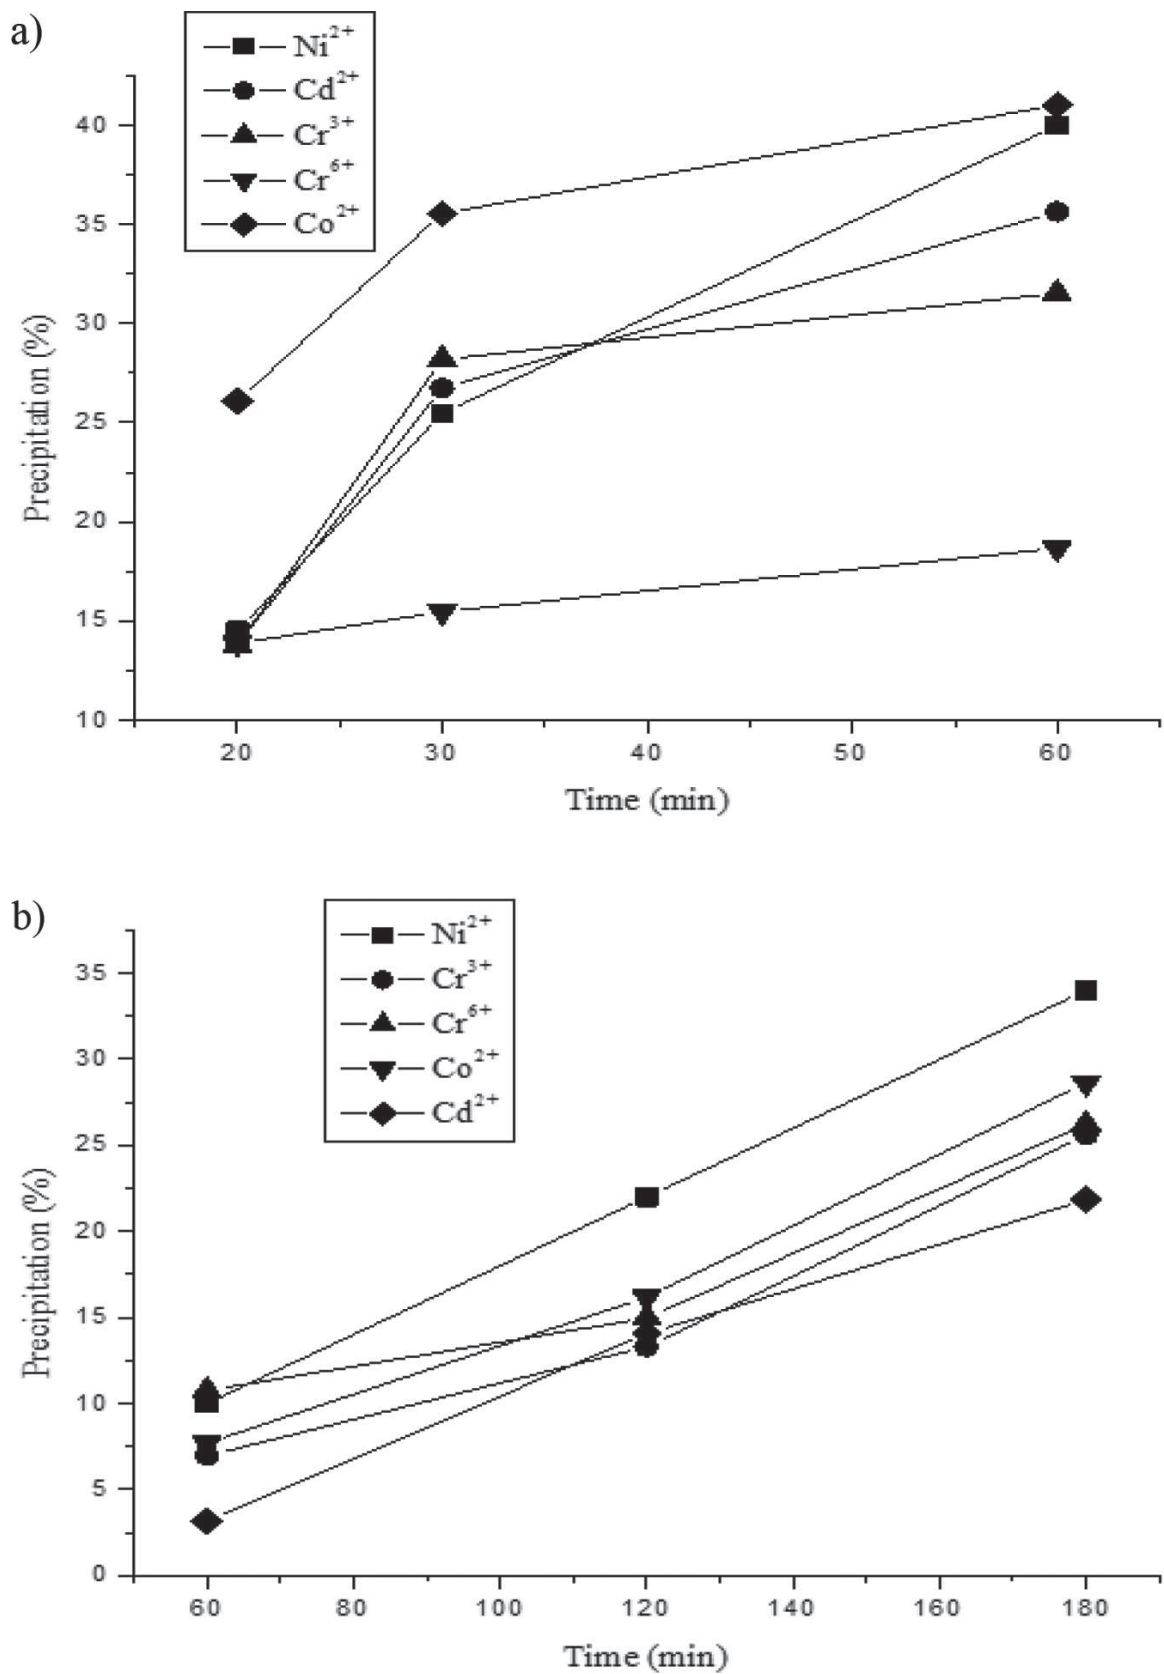 a)
Ni²⁺
Cd²⁺
Cr³⁺
Cr⁶⁺
Co²⁺
40
35
30
25
20
15
10
Precipitation (%)
20 30 40 50 60
Time (min)
b)
Ni²⁺
Cr³⁺
Cr⁶⁺
Co²⁺
Cd²⁺
35
30
25
20
15
10
5
0
Precipitation (%)
60 80 100 120 140 160 180
Time (min)